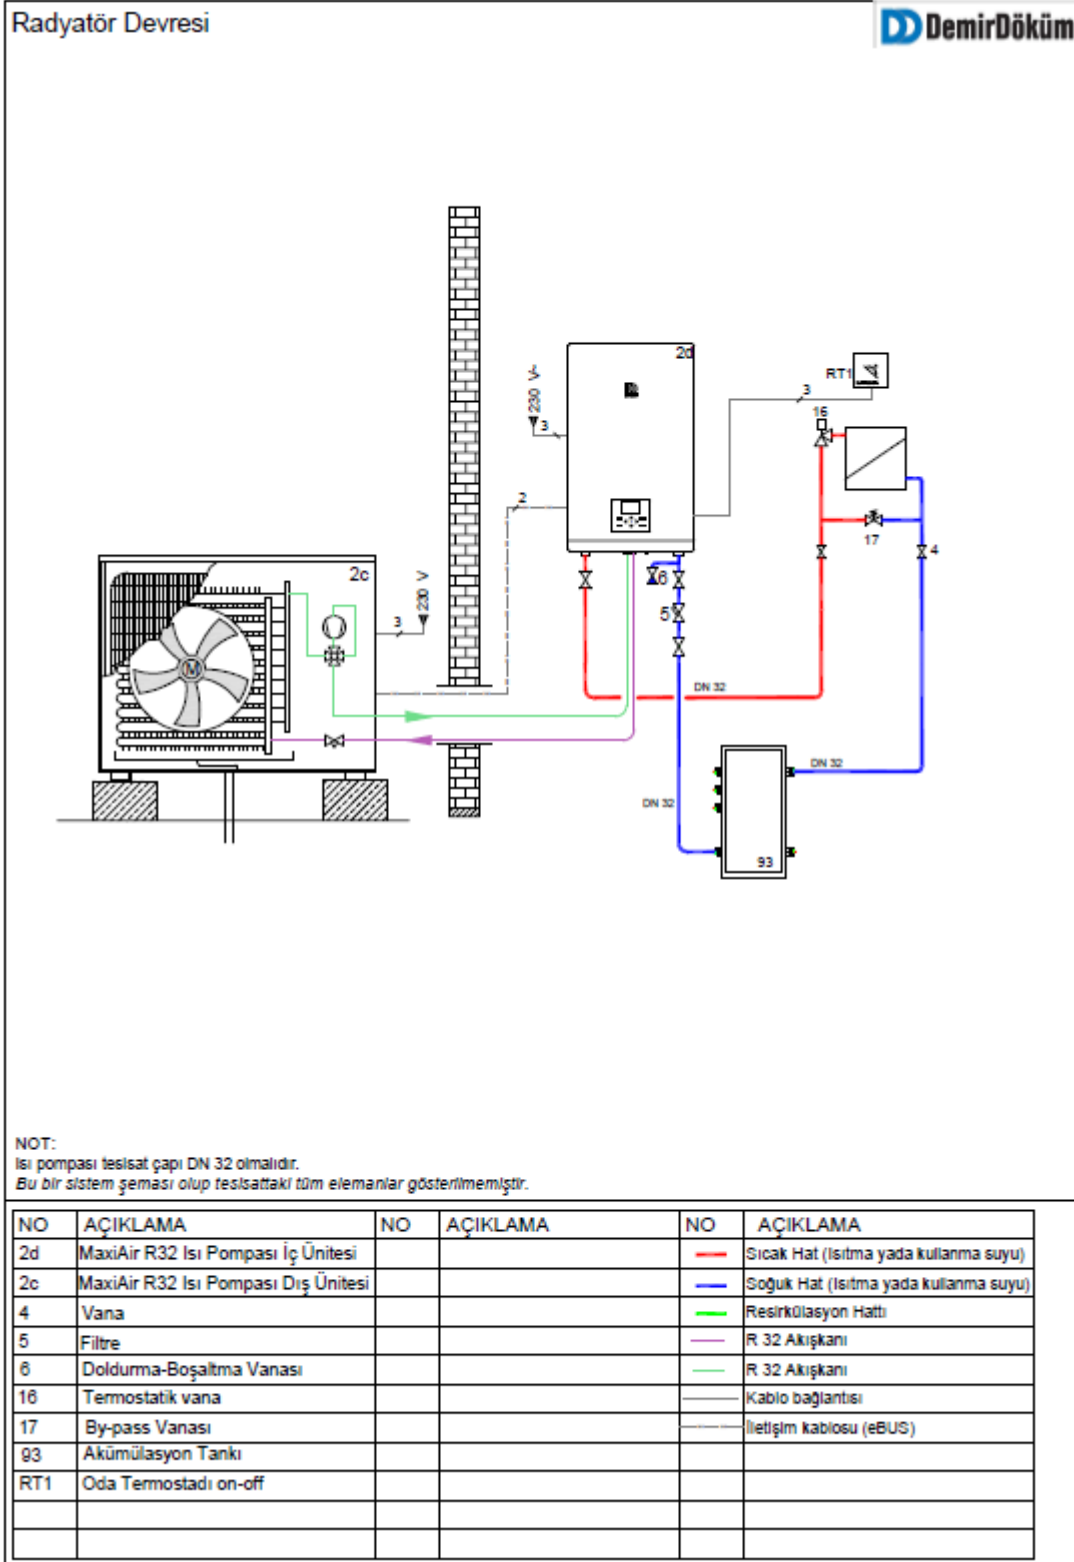 Radyatör Devresi
DemirDöküm
2d
RT1
3
16
230 V~
3
2
17
4
6
5
2c
3
230 V
M
DN 32
DN 32
DN 32
93
NOT:
Isı pompası tesisat çapı DN 32 olmalıdır.
Bu bir sistem şeması olup tesisattaki tüm elemanlar gösterilmemiştir.
NO AÇIKLAMA NO AÇIKLAMA NO AÇIKLAMA
2d MaxiAir R32 Isı Pompası İç Ünitesi Sıcak Hat (Isıtma yada kullanma suyu)
2c MaxiAir R32 Isı Pompası Dış Ünitesi Soğuk Hat (Isıtma yada kullanma suyu)
4 Vana Resirkülasyon Hattı
5 Filtre R 32 Akışkanı
6 Doldurma-Boşaltma Vanası R 32 Akışkanı
16 Termostatik vana Kablo bağlantısı
17 By-pass Vanası İletişim kablosu (eBUS)
93 Akümülasyon Tankı
RT1 Oda Termostadı on-off